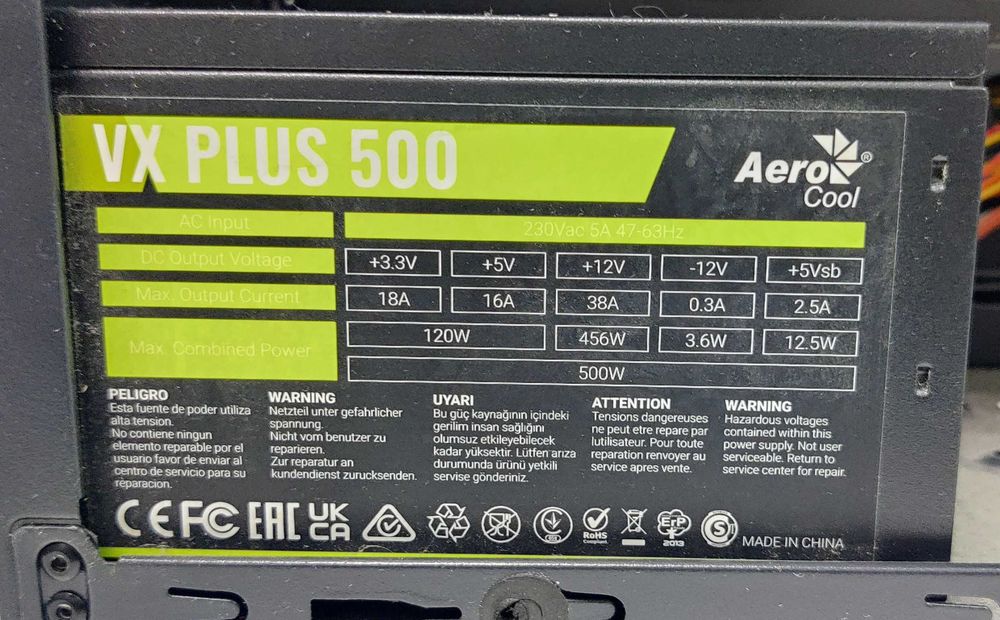 VX PLUS 500
Aero
Cool
®
AC Input 230Vac 5A 47-63Hz
DC Output Voltage +3.3V +5V +12V -12V +5Vsb
Max. Output Current 18A 16A 38A 0.3A 2.5A
Max. Combined Power 120W 456W 3.6W 12.5W
500W
PELIGRO
Esta fuente de poder utiliza
alta tension.
No contiene ningun
elemento reparable por el
usuario favor de enviar al
centro de servicio para su
reparacion.
WARNING
Netzteil unter gefahrlicher
spannung.
Nicht vom benutzer zu
reparieren.
Zur reparatur an
kundendienst zurucksenden.
UYARI
Bu güç kaynağının içindeki
gerilim insan sağlığını
olumsuz etkileyebilecek
kadar yüksektir. Lütfen arıza
durumunda ürünü yetkili
servise gönderiniz.
ATTENTION
Tensions dangereuses
ne peut etre repare par
lutilisateur. Pour toute
reparation renvoyer au
service apres vente.
WARNING
Hazardous voltages
contained within this
power supply. Not user
serviceable. Return to
service center for repair.
CE FC EAC UK
CA
RoHS
Compliant
ErP
2013
S
MADE IN CHINA